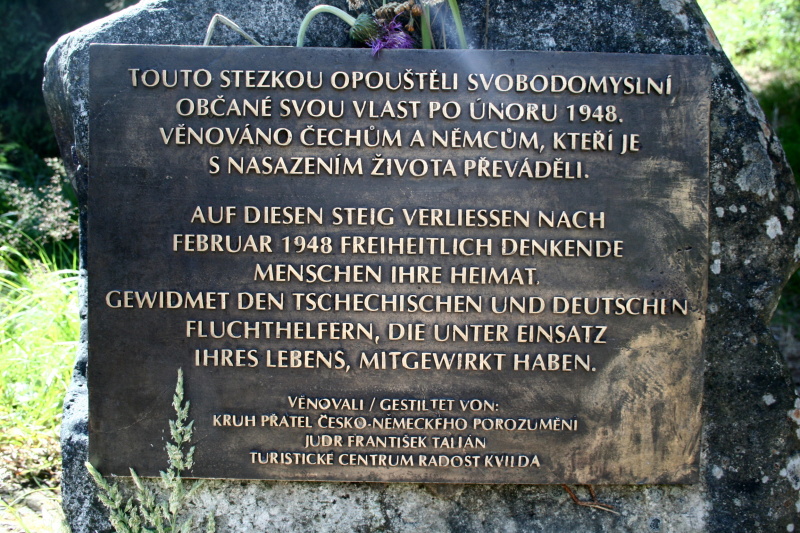 TOUTO STEZKOU OPOUŠTĚLI SVOBODOMYSLNÍ
OBČANÉ SVOU VLAST PO ÚNORU 1948.
VĚNOVÁNO ČECHŮM A NĚMCŮM, KTEŘÍ JE
S NASAZENÍM ŽIVOTA PŘEVÁDĚLI.
AUF DIESEN STEIG VERLIESSEN NACH
FEBRUAR 1948 FREIHEITLICH DENKENDE
MENSCHEN IHRE HEIMAT.
GEWIDMET DEN TSCHECHISCHEN UND DEUTSCHEN
FLUCHTHELFERN, DIE UNTER EINSATZ
IHRES LEBENS, MITGEWIRKT HABEN.
VĚNOVALI / GESTILTET VON:
KRUH PŘATEL ČESKO-NĚMECKÉHO POROZUMĚNI
JUDR FRANTIŠEK TALIÁN
TURISTICKÉ CENTRUM RADOST KVILDA